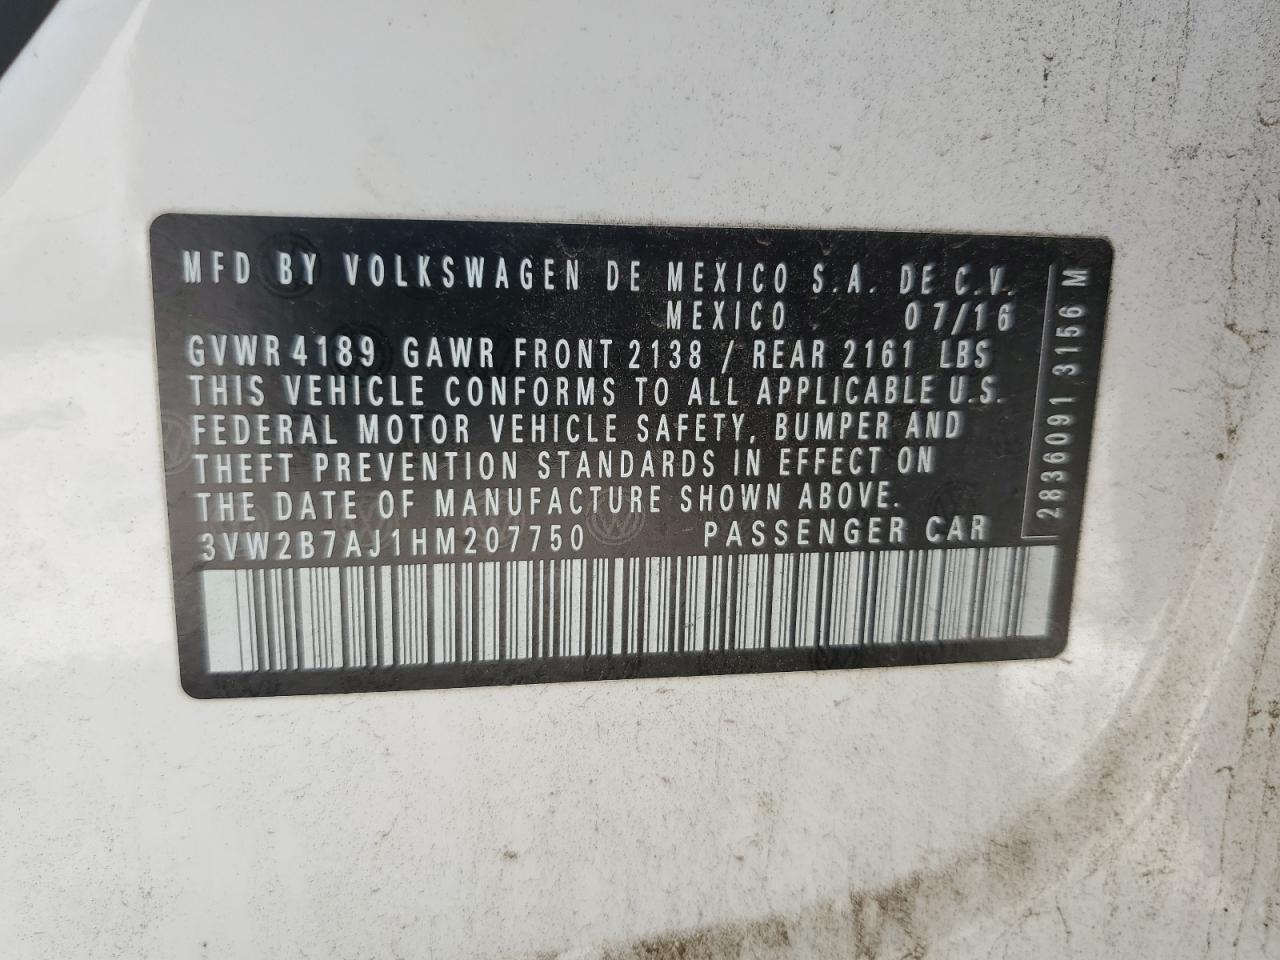 MFD BY VOLKSWAGEN DE MEXICO S.A. DE C.V.
MEXICO 07/16
GVWR 4189 GAWR FRONT 2138 / REAR 2161 LBS
THIS VEHICLE CONFORMS TO ALL APPLICABLE U.S.
FEDERAL MOTOR VEHICLE SAFETY, BUMPER AND
THEFT PREVENTION STANDARDS IN EFFECT ON
THE DATE OF MANUFACTURE SHOWN ABOVE.
3VW2B7AJ1HM207750 PASSENGER CAR
2836091 3156 M